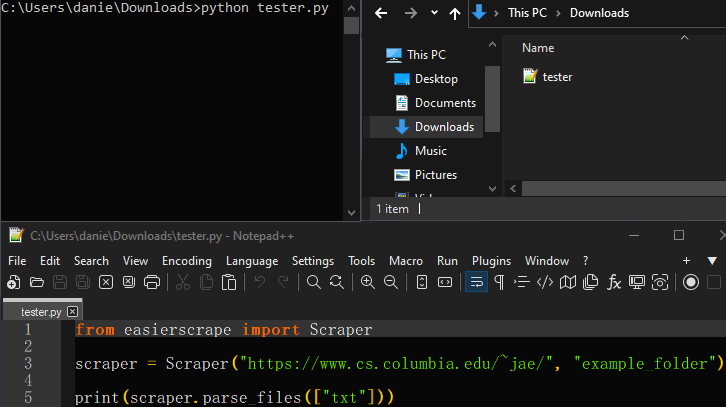 C:\Users\danie\Downloads>python tester.py
This PC > Downloads
Name
This PC
tester
Desktop
Documents
Downloads
Music
Pictures
1 item
C:\Users\danie\Downloads\tester.py - Notepad++
File Edit Search View Encoding Language Settings Tools Macro Run Plugins Window ?
tester.py
1 from easierscrape import Scraper
2
3 scraper = Scraper("https://www.cs.columbia.edu/~jae/", "example_folder")
4
5 print(scraper.parse_files(["txt"]))